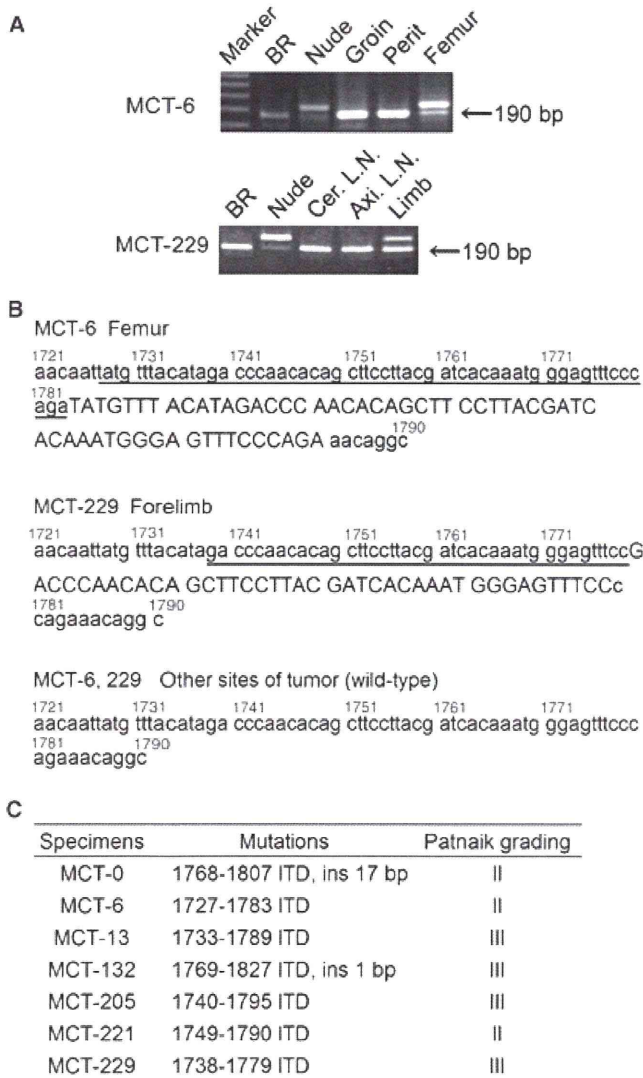 A
Marker BR Nude Groin Perit Femur
MCT-6
←190 bp
BR Nude Cer. L.N. Axi. L.N. Limb
MCT-229
←190 bp
B
MCT-6 Femur
1721 1731 1741 1751 1761 1771
aacaattatg tttacataga cccaacacag cttccttacg atcacaaatg ggagtttccc
1781
agaTATGTTT ACATAGACCC AACACAGCTT CCTTACGATC
ACAAATGGGA GTTTCCCAGA aacaggc
1790
MCT-229 Forelimb
1721 1731 1741 1751 1761 1771
aacaattatg tttacataga cccaacacag cttccttacg atcacaaatg ggagtttccG
ACCCAACACA GCTTCCTTAC GATCACAAAT GGGAGTTTCCc
1781 1790
cagaaacagg c
MCT-6, 229 Other sites of tumor (wild-type)
1721 1731 1741 1751 1761 1771
aacaattatg tttacataga cccaacacag cttccttacg atcacaaatg ggagtttccc
1781 1790
agaaacaggc
C
Specimens Mutations Patnaik grading
MCT-0 1768-1807 ITD, ins 17 bp II
MCT-6 1727-1783 ITD II
MCT-13 1733-1789 ITD III
MCT-132 1769-1827 ITD, ins 1 bp III
MCT-205 1740-1795 ITD III
MCT-221 1749-1790 ITD II
MCT-229 1738-1779 ITD III